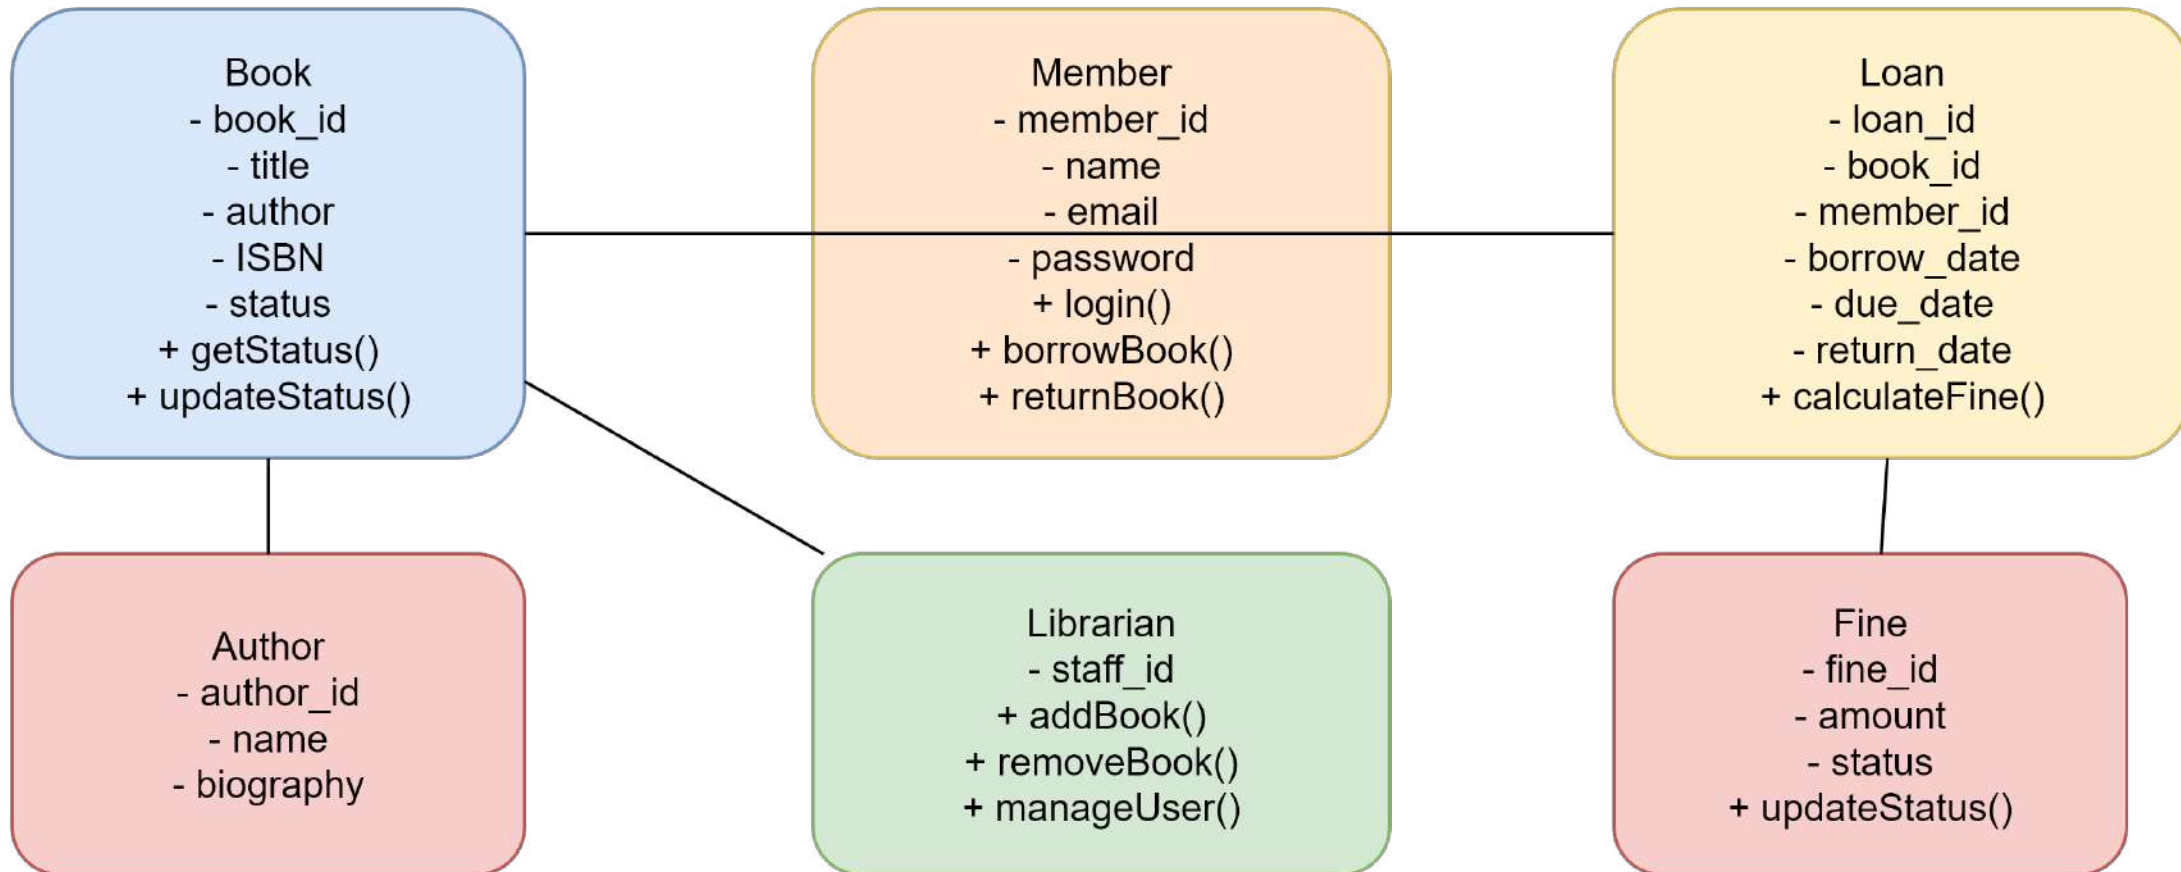 Book
- book_id
- title
- author
- ISBN
- status
+ getStatus()
+ updateStatus()
Member
- member_id
- name
- email
- password
+ login()
+ borrowBook()
+ returnBook()
Loan
- loan_id
- book_id
- member_id
- borrow_date
- due_date
- return_date
+ calculateFine()
Author
- author_id
- name
- biography
Librarian
- staff_id
+ addBook()
+ removeBook()
+ manageUser()
Fine
- fine_id
- amount
- status
+ updateStatus()